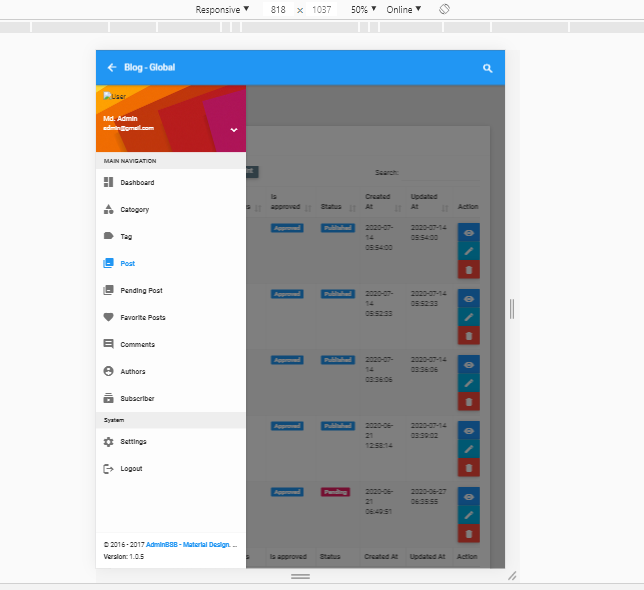 Responsive ▼ 818 × 1037 50% ▼ Online ▼
Blog - Global
User
Md. Admin
admin@gmail.com
MAIN NAVIGATION
Dashboard
Catogory
Tag
Post
Pending Post
Favorite Posts
Comments
Authors
Subscriber
System
Settings
Logout
© 2016 - 2017 AdminBSB - Material Design. ...
Version: 1.0.5
Search:
Is approved Status Created At Updated At Action
Approved Published 2020-07-14 05:54:00 2020-07-14 05:54:00
Approved Published 2020-07-14 05:52:33 2020-07-14 05:52:33
Approved Published 2020-07-14 03:36:06 2020-07-14 03:36:06
Approved Published 2020-06-21 12:58:14 2020-07-14 03:39:02
Approved Pending 2020-06-21 06:49:51 2020-06-27 06:38:55
Is approved Status Created At Updated At Action